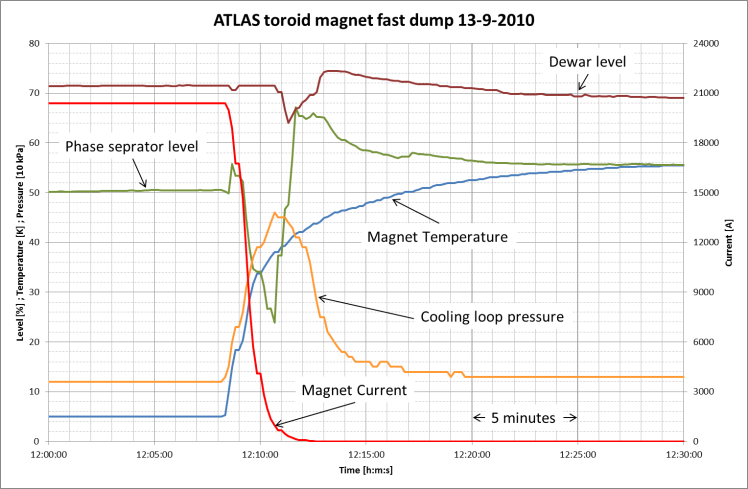 ATLAS toroid magnet fast dump 13-9-2010
80
70
60
50
40
30
20
10
0
Level [%] ; Temperature [K] ; Pressure [10 kPa]
24000
21000
18000
15000
12000
9000
6000
3000
0
Current [A]
Dewar level
Phase seprator level
Magnet Temperature
Cooling loop pressure
Magnet Current
5 minutes
12:00:00 12:05:00 12:10:00 12:15:00 12:20:00 12:25:00 12:30:00
Time [h:m:s]